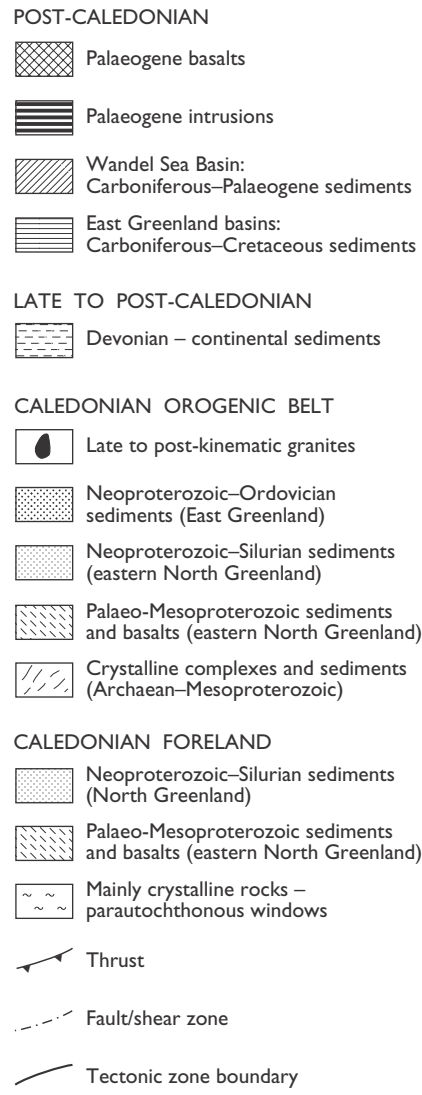 POST-CALEDONIAN
Palaeogene basalts
Palaeogene intrusions
Wandel Sea Basin:
Carboniferous–Palaeogene sediments
East Greenland basins:
Carboniferous–Cretaceous sediments
LATE TO POST-CALEDONIAN
Devonian – continental sediments
CALEDONIAN OROGENIC BELT
Late to post-kinematic granites
Neoproterozoic–Ordovician
sediments (East Greenland)
Neoproterozoic–Silurian sediments
(eastern North Greenland)
Palaeo-Mesoproterozoic sediments
and basalts (eastern North Greenland)
Crystalline complexes and sediments
(Archaean–Mesoproterozoic)
CALEDONIAN FORELAND
Neoproterozoic–Silurian sediments
(North Greenland)
Palaeo-Mesoproterozoic sediments
and basalts (eastern North Greenland)
Mainly crystalline rocks –
parautochthonous windows
Thrust
Fault/shear zone
Tectonic zone boundary